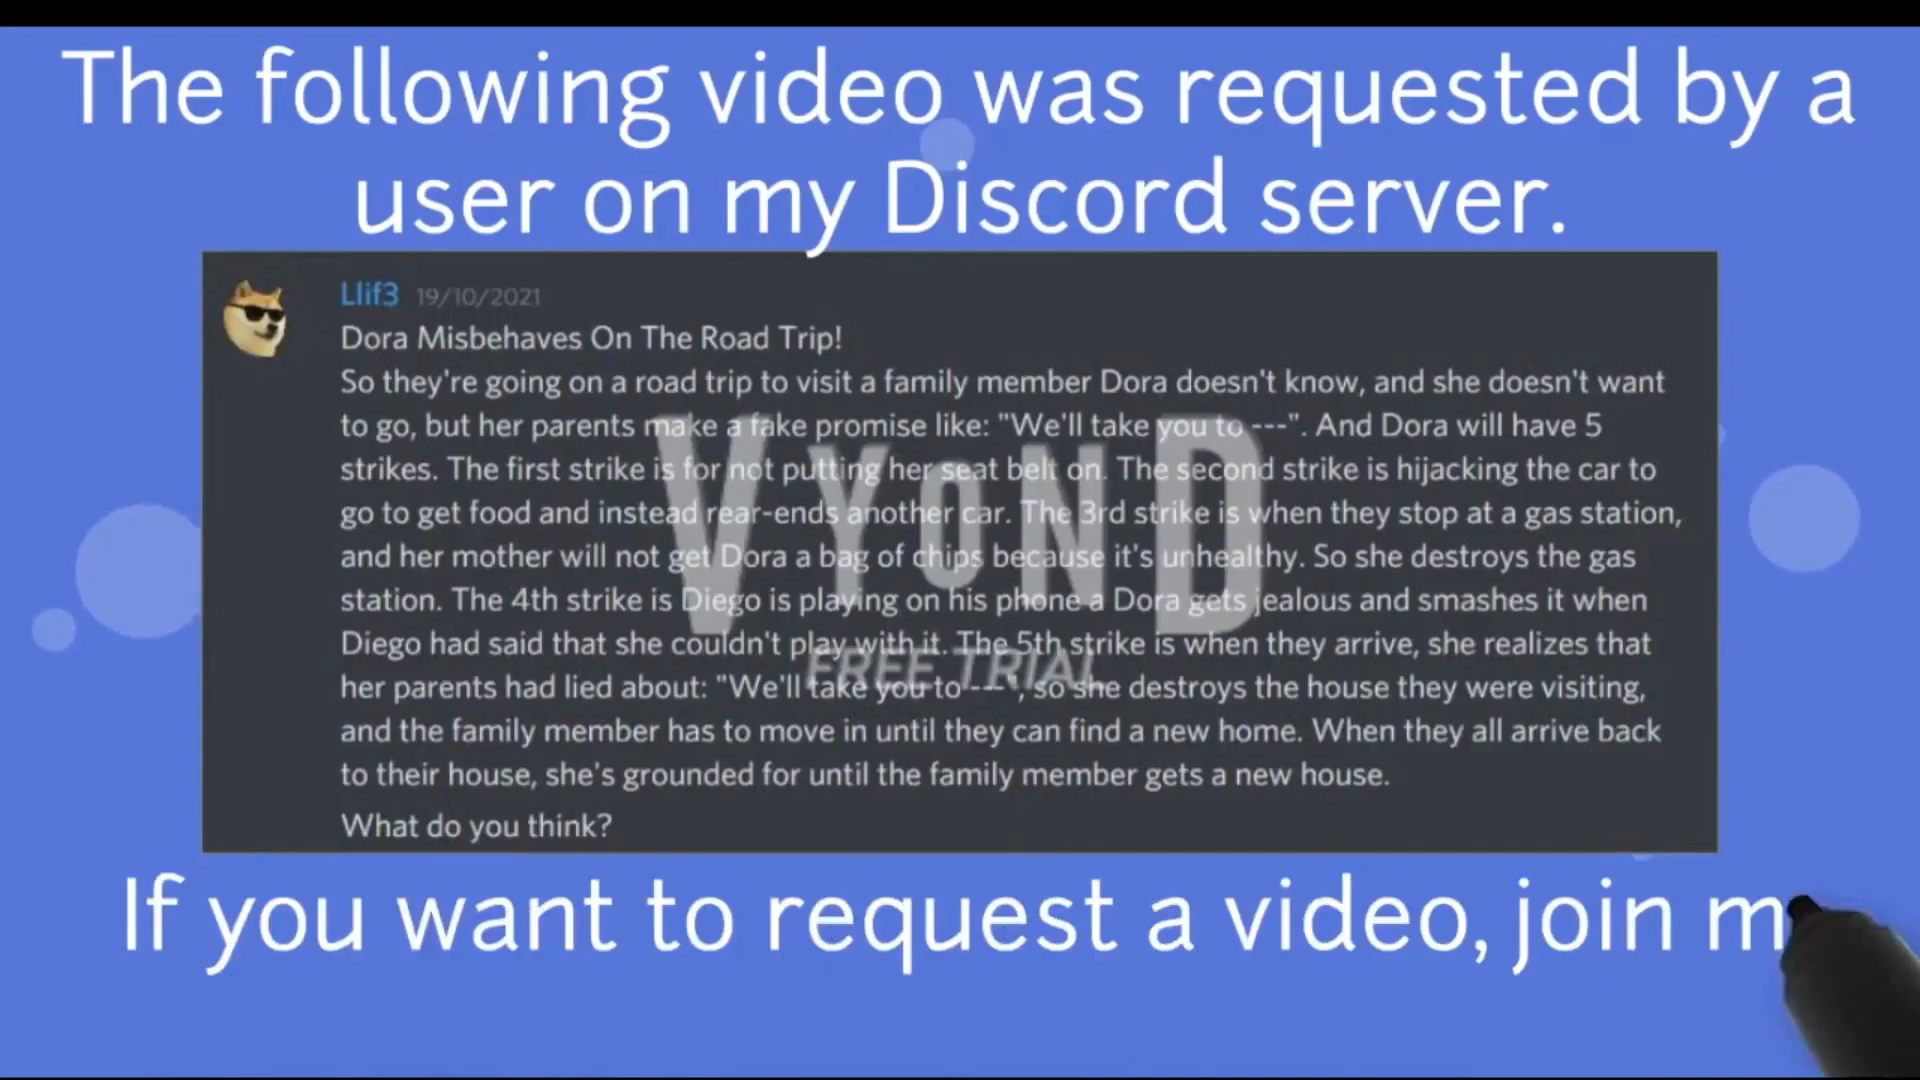 The following video was requested by a
user on my Discord server.
Llif3 19/10/2021
Dora Misbehaves On The Road Trip!
So they're going on a road trip to visit a family member Dora doesn't know, and she doesn't want
to go, but her parents make a fake promise like: "We'll take you to ---". And Dora will have 5
strikes. The first strike is for not putting her seat belt on. The second strike is hijacking the car to
go to get food and instead rear-ends another car. The 3rd strike is when they stop at a gas station,
and her mother will not get Dora a bag of chips because it's unhealthy. So she destroys the gas
station. The 4th strike is Diego is playing on his phone a Dora gets jealous and smashes it when
Diego had said that she couldn't play with it. The 5th strike is when they arrive, she realizes that
her parents had lied about: "We'll take you to ---", so she destroys the house they were visiting,
and the family member has to move in until they can find a new home. When they all arrive back
to their house, she's grounded for until the family member gets a new house.
What do you think?
VYOND
FREE TRIAL
If you want to request a video, join m